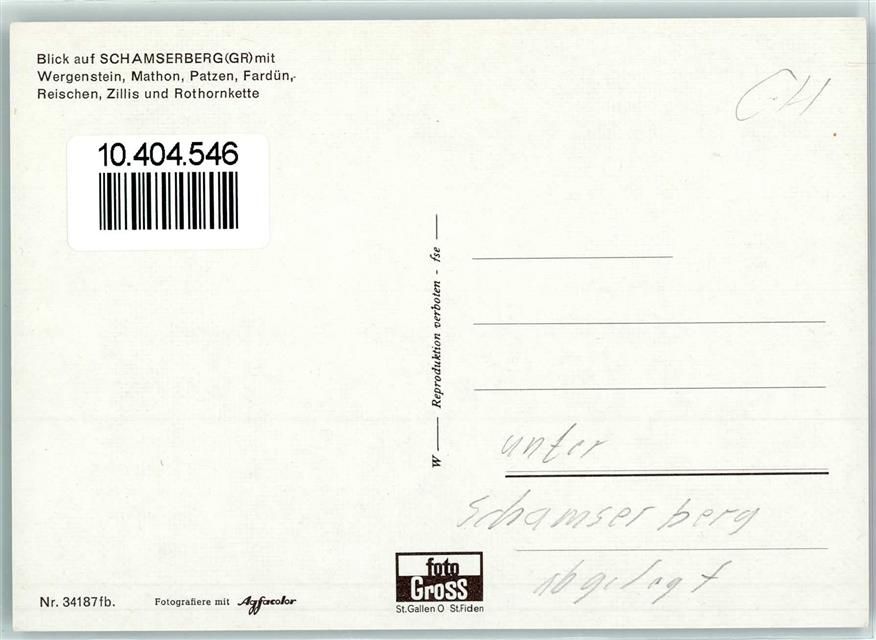 Blick auf SCHAMSERBERG(GR)mit
Wergenstein, Mathon, Patzen, Fardün,
Reischen, Zillis und Rothornkette
CH
10.404.546
W — Reproduktion verboten - fse —
unter
Schamserberg
abgelegt
foto
Gross
St.Gallen O St.Fiden
Nr. 34187fb.
Fotografiere mit Agfacolor